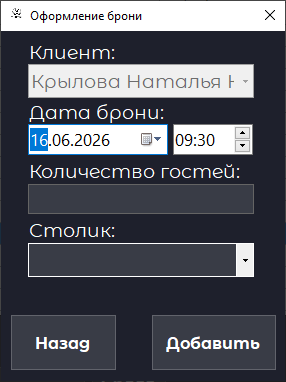 Оформление брони
Клиент:
Крылова Наталья
Дата брони:
16.06.2026 09:30
Количество гостей:
Столик:
Назад Добавить